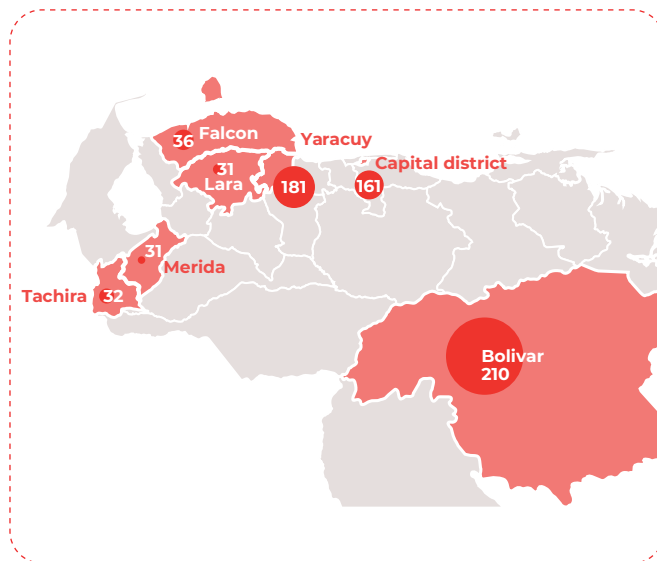 36 Falcon
Yaracuy
31
Lara
Capital district
181
161
31
Merida
Tachira 32
Bolivar
210